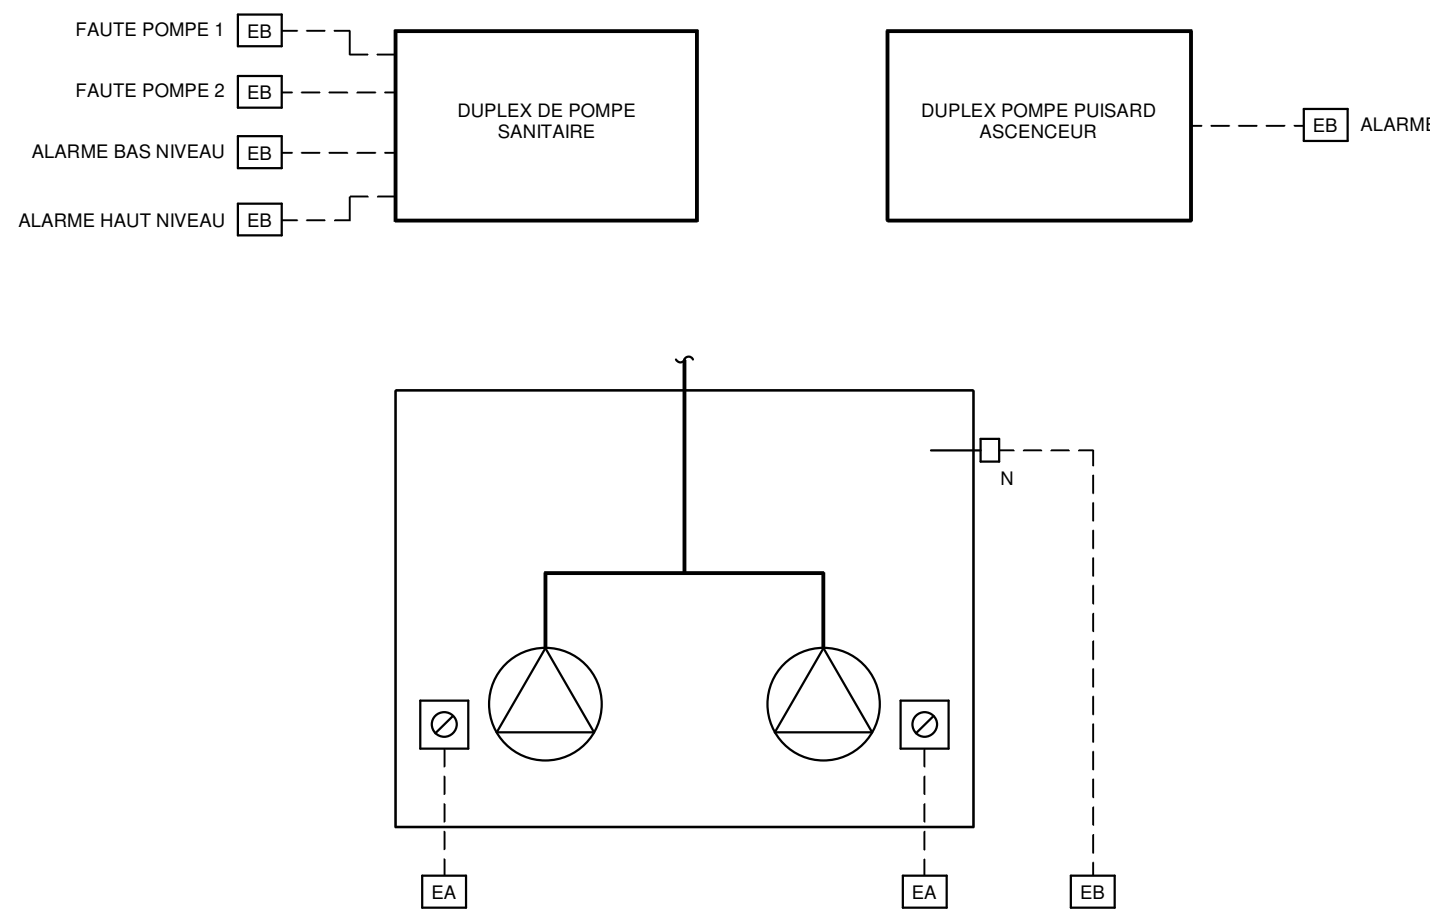 FAUTE POMPE 1 EB
FAUTE POMPE 2 EB
ALARME BAS NIVEAU EB
ALARME HAUT NIVEAU EB
DUPLEX DE POMPE
SANITAIRE
DUPLEX POMPE PUISARD
ASCENCEUR
EB ALARME
N
EA
EA
EB